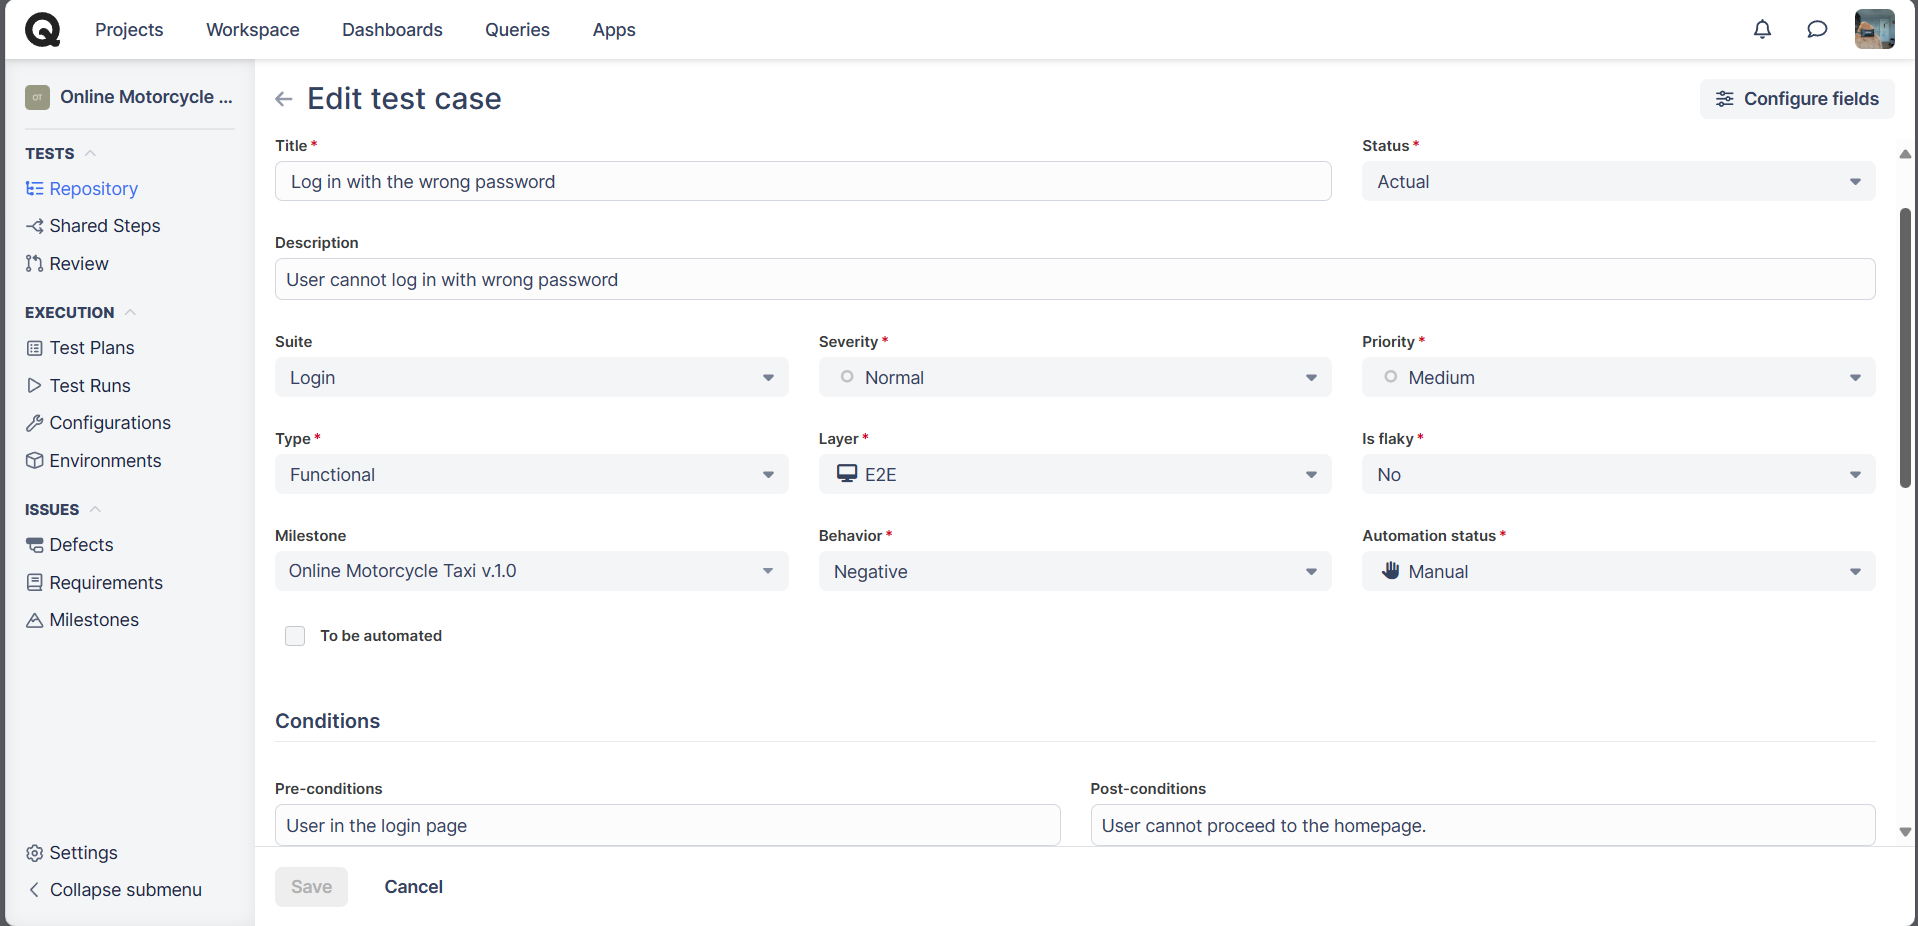 Projects Workspace Dashboards Queries Apps
OT Online Motorcycle ...
Edit test case
Configure fields
TESTS
Repository
Shared Steps
Review
EXECUTION
Test Plans
Test Runs
Configurations
Environments
ISSUES
Defects
Requirements
Milestones
Settings
Collapse submenu
Title *
Log in with the wrong password
Status *
Actual
Description
User cannot log in with wrong password
Suite
Login
Severity *
Normal
Priority *
Medium
Type *
Functional
Layer *
E2E
Is flaky *
No
Milestone
Online Motorcycle Taxi v.1.0
Behavior *
Negative
Automation status *
Manual
To be automated
Conditions
Pre-conditions
User in the login page
Post-conditions
User cannot proceed to the homepage.
Save Cancel